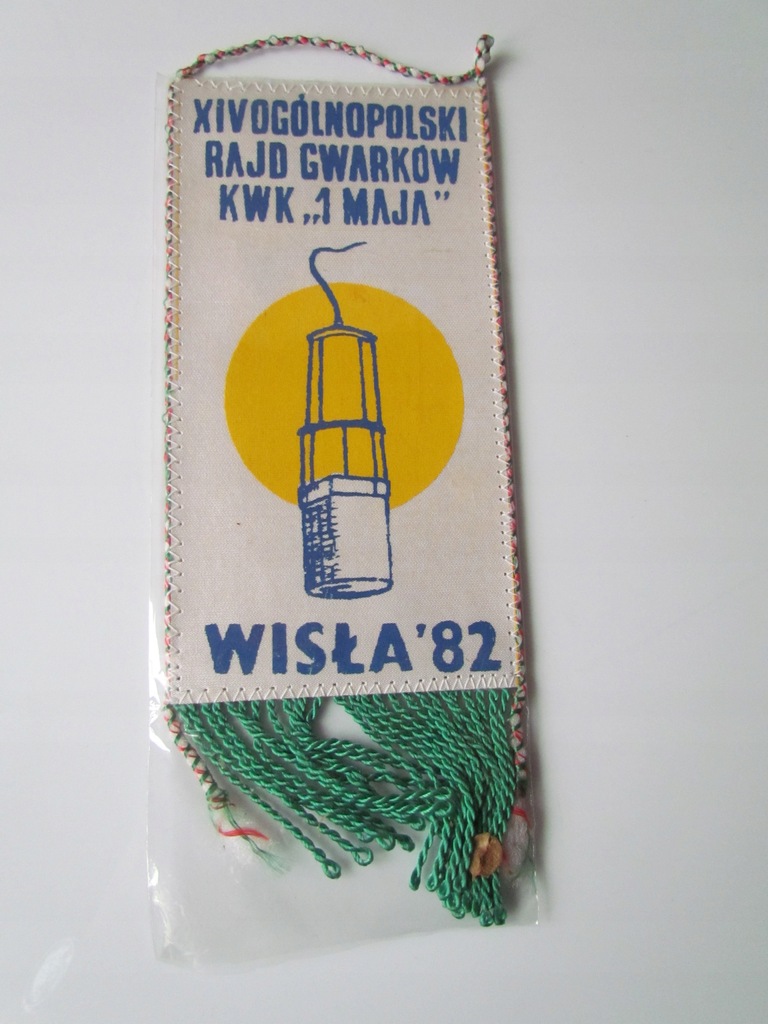 XIV OGÓLNOPOLSKI
RAJD GWARKÓW
KWK „1 MAJA”
WISŁA '82